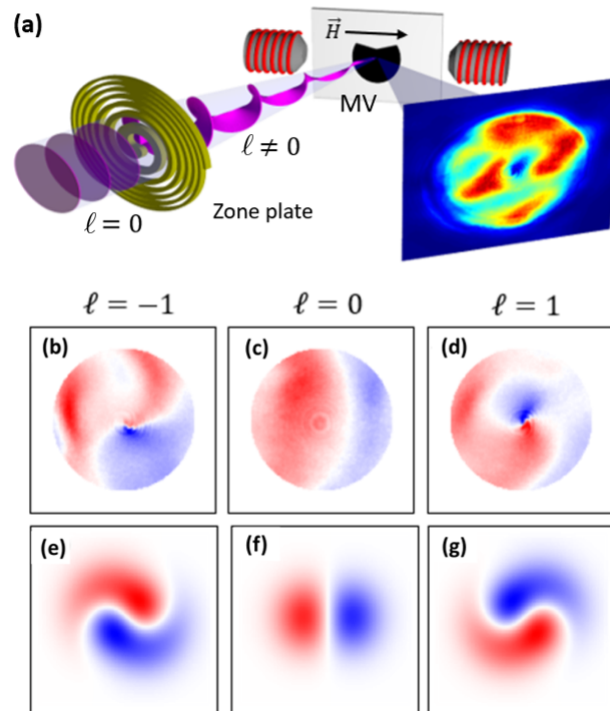 (a)
H⃗
MV
ℓ ≠ 0
ℓ = 0
Zone plate
ℓ = −1
ℓ = 0
ℓ = 1
(b)
(c)
(d)
(e)
(f)
(g)